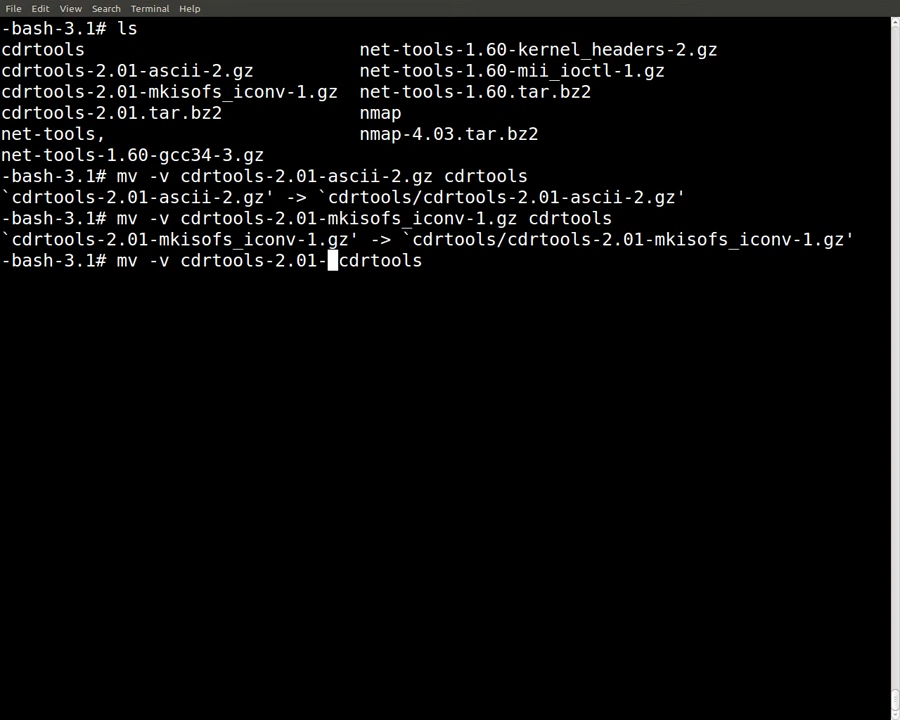 File Edit View Search Terminal Help
-bash-3.1# ls
cdrtools net-tools-1.60-kernel_headers-2.gz
cdrtools-2.01-ascii-2.gz net-tools-1.60-mii_ioctl-1.gz
cdrtools-2.01-mkisofs_iconv-1.gz net-tools-1.60.tar.bz2
cdrtools-2.01.tar.bz2 nmap
net-tools, nmap-4.03.tar.bz2
net-tools-1.60-gcc34-3.gz
-bash-3.1# mv -v cdrtools-2.01-ascii-2.gz cdrtools
`cdrtools-2.01-ascii-2.gz' -> `cdrtools/cdrtools-2.01-ascii-2.gz'
-bash-3.1# mv -v cdrtools-2.01-mkisofs_iconv-1.gz cdrtools
`cdrtools-2.01-mkisofs_iconv-1.gz' -> `cdrtools/cdrtools-2.01-mkisofs_iconv-1.gz'
-bash-3.1# mv -v cdrtools-2.01- cdrtools